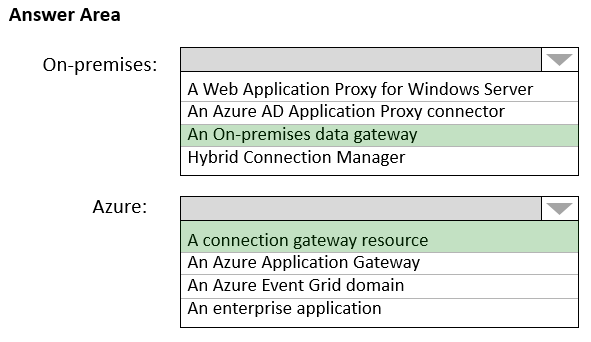 Answer Area
On-premises:
A Web Application Proxy for Windows Server
An Azure AD Application Proxy connector
An On-premises data gateway
Hybrid Connection Manager
Azure:
A connection gateway resource
An Azure Application Gateway
An Azure Event Grid domain
An enterprise application